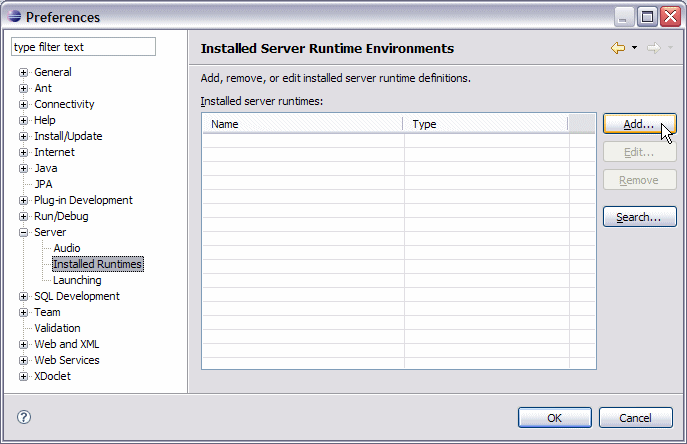 Preferences
type filter text
General
Ant
Connectivity
Help
Install/Update
Internet
Java
JPA
Plug-in Development
Run/Debug
Server
Audio
Installed Runtimes
Launching
SQL Development
Team
Validation
Web and XML
Web Services
XDoclet
Installed Server Runtime Environments
Add, remove, or edit installed server runtime definitions.
Installed server runtimes:
Name Type
Add...
Edit...
Remove
Search...
?
OK Cancel